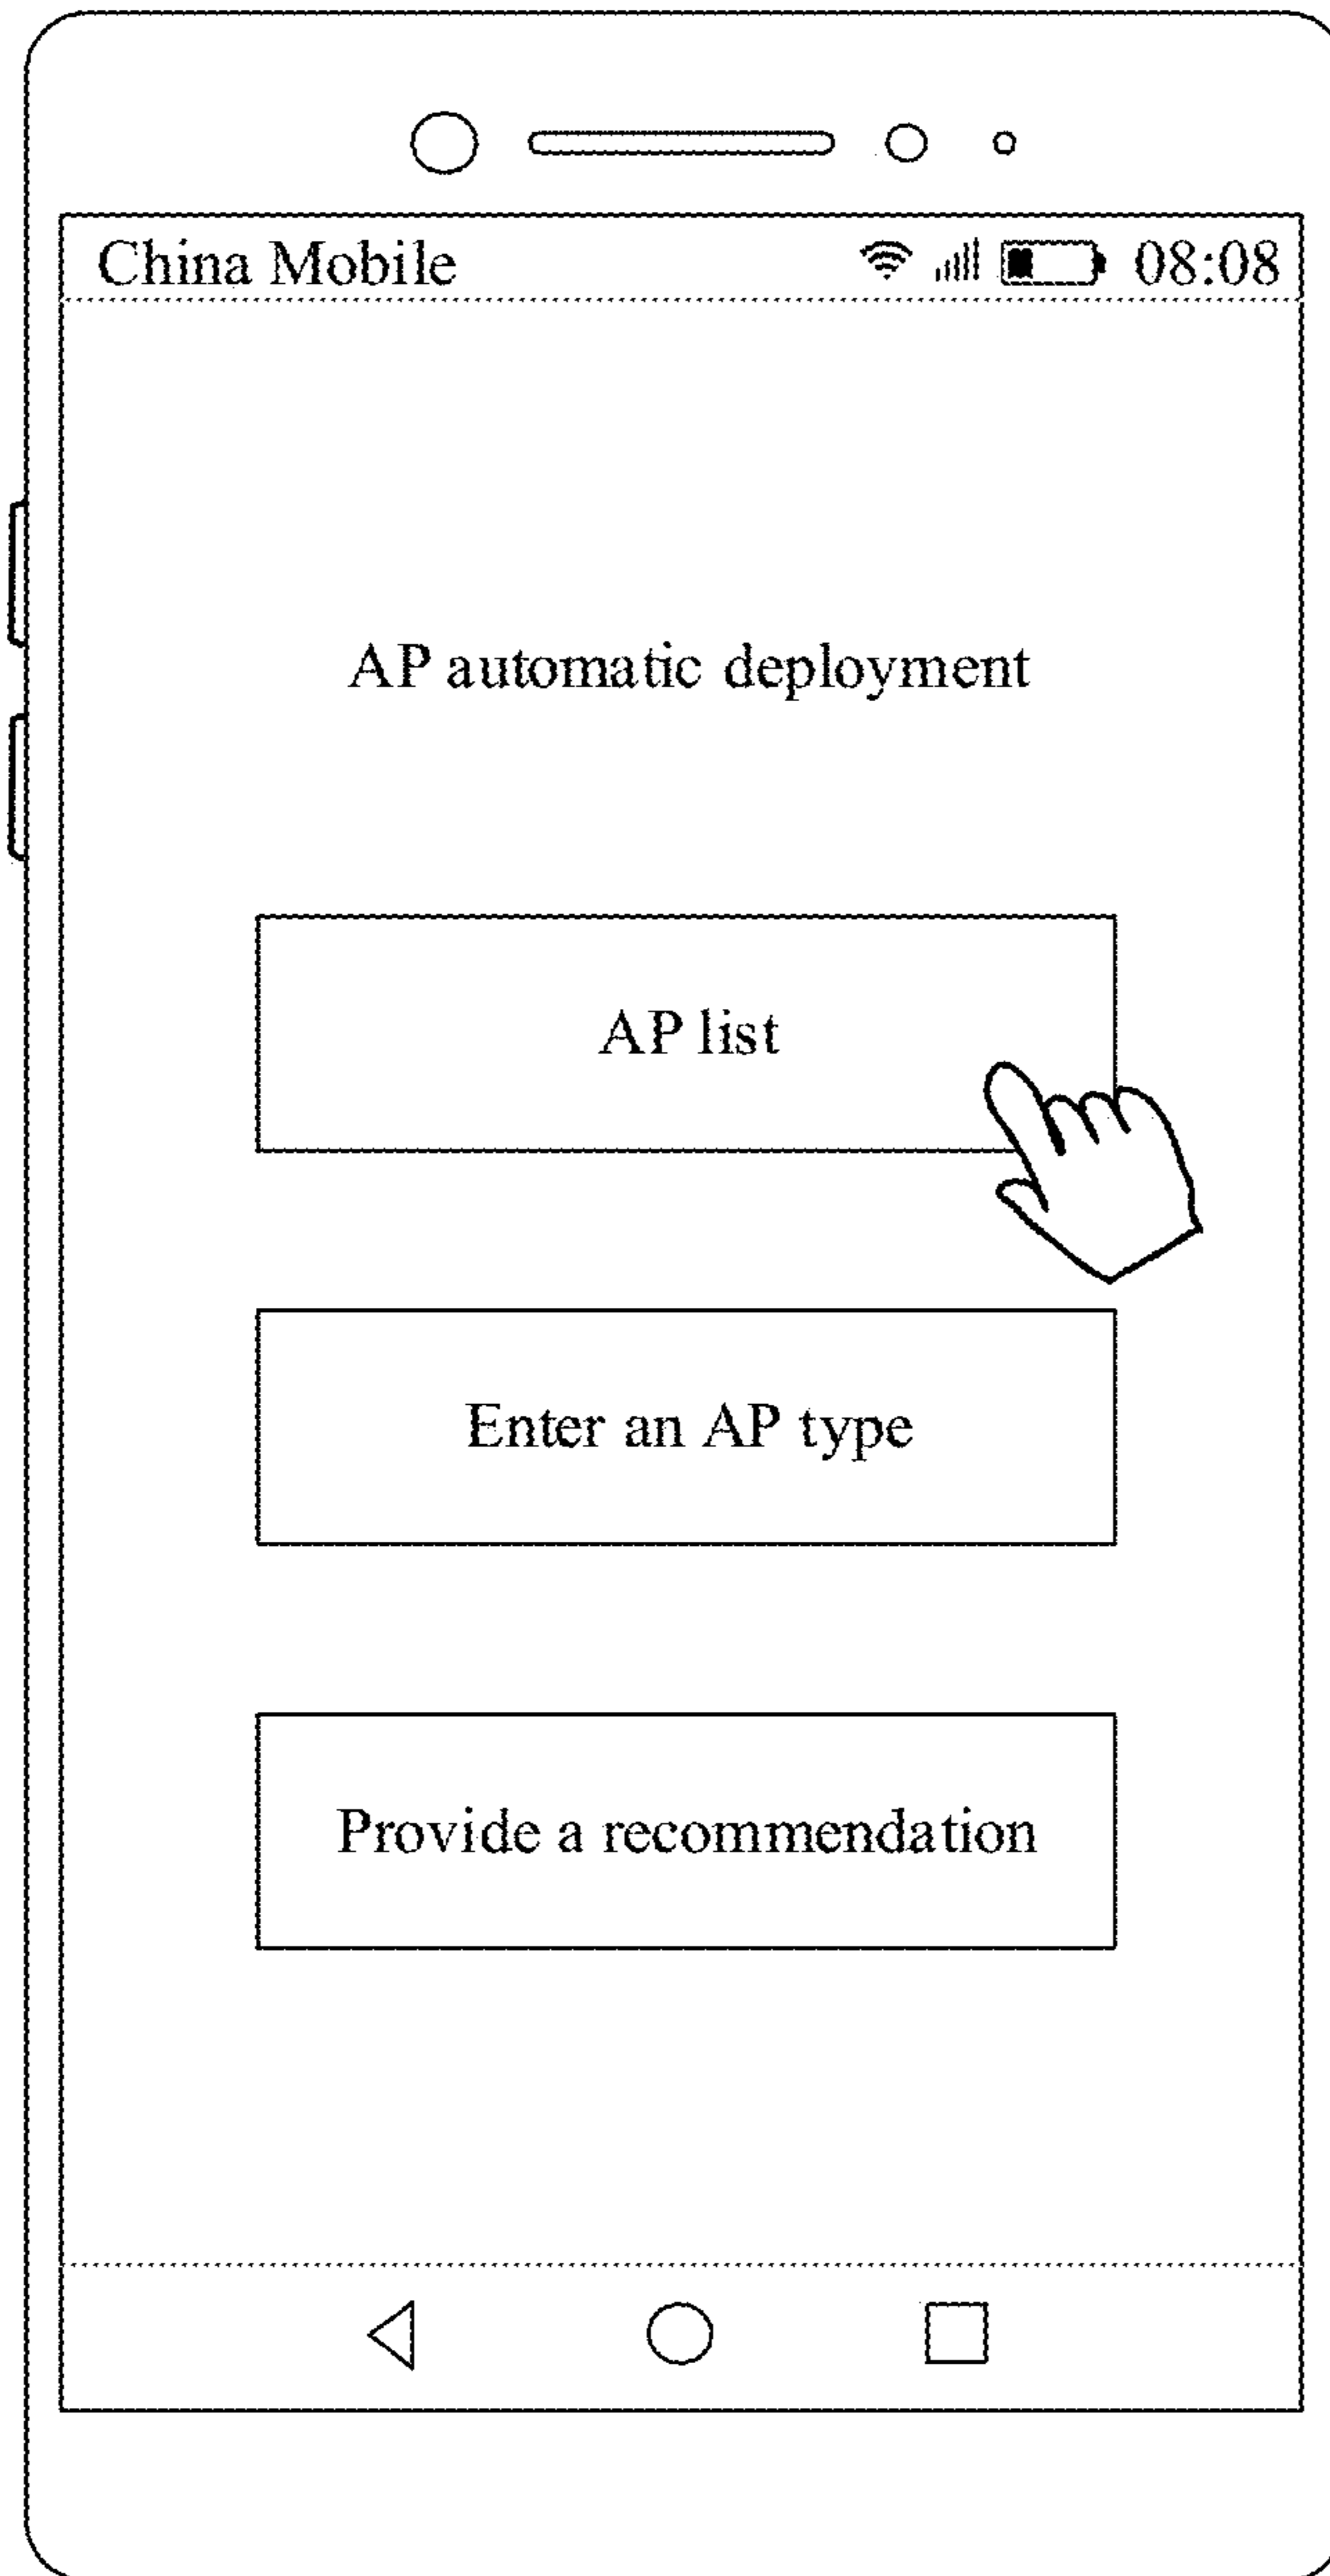 China Mobile 08:08
AP automatic deployment
AP list
Enter an AP type
Provide a recommendation